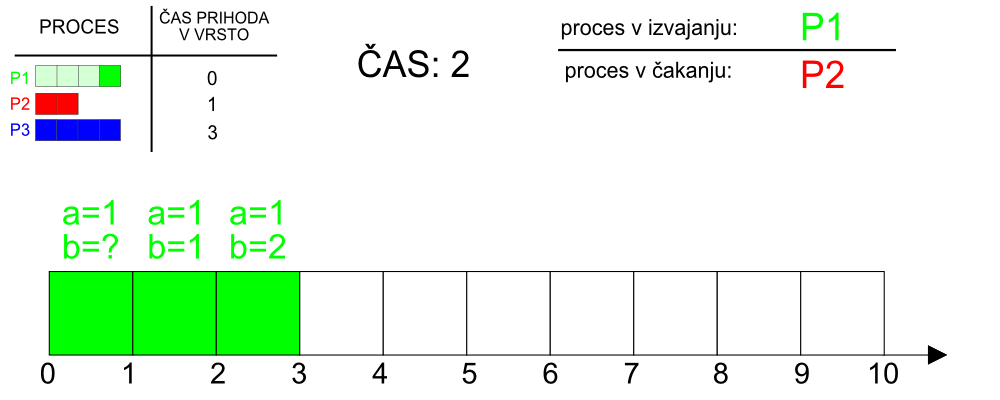 PROCES
ČAS PRIHODA
V VRSTO
P1 0
P2 1
P3 3
ČAS: 2
proces v izvajanju: P1
proces v čakanju: P2
a=1 a=1 a=1
b=? b=1 b=2
0 1 2 3 4 5 6 7 8 9 10